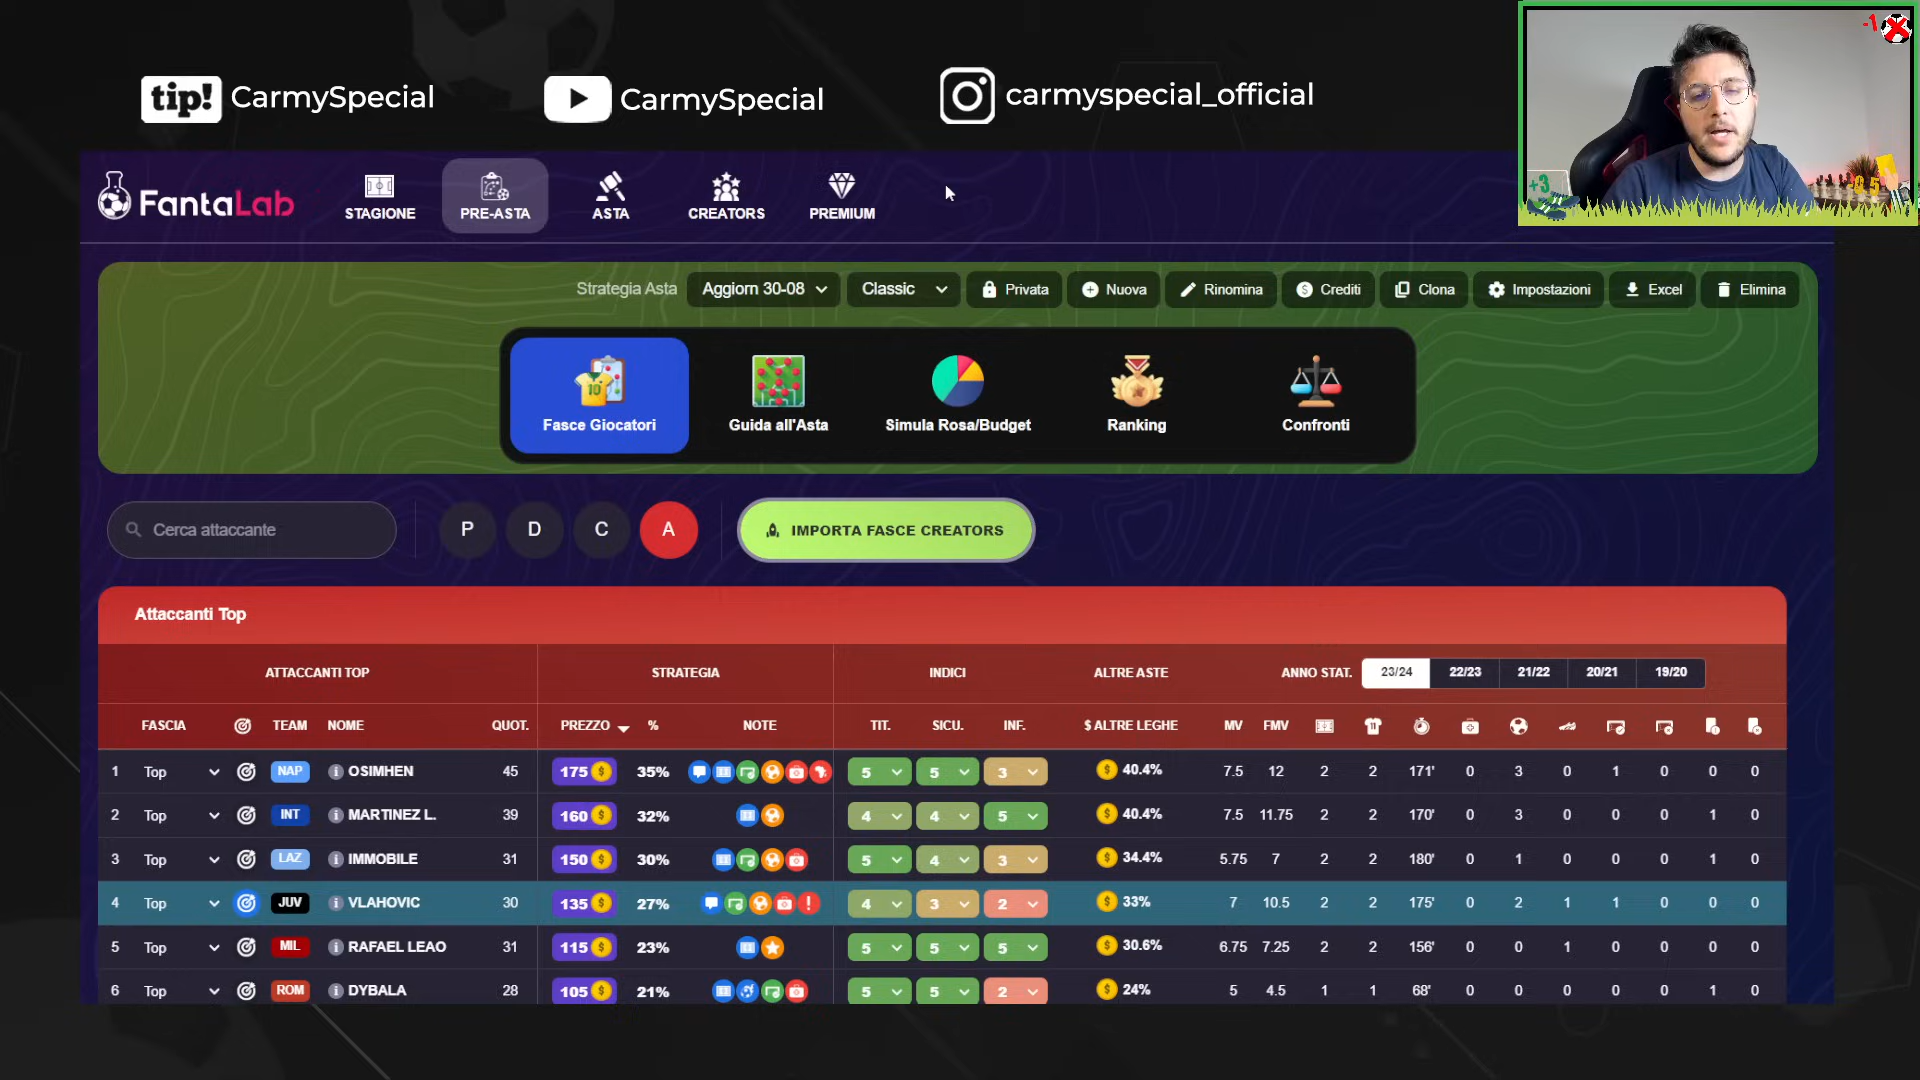 tip! CarmySpecial
CarmySpecial
carmyspecial_official
-1
+3
-0.5
FantaLab
STAGIONE
PRE-ASTA
ASTA
CREATORS
PREMIUM
Strategia Asta
Aggiorn 30-08
Classic
Privata
Nuova
Rinomina
Crediti
Clona
Impostazioni
Excel
Elimina
Fasce Giocatori
Guida all'Asta
Simula Rosa/Budget
Ranking
Confronti
Cerca attaccante
P D C A
IMPORTA FASCE CREATORS
Attaccanti Top
ATTACCANTI TOP STRATEGIA INDICI ALTRE ASTE ANNO STAT. 23/24 22/23 21/22 20/21 19/20
FASCIA TEAM NOME QUOT. PREZZO % NOTE TIT. SICU. INF. $ ALTRE LEGHE MV FMV
1 Top NAP OSIMHEN 45 175 $ 35% 5 5 3 $ 40.4% 7.5 12 2 2 171' 0 3 0 1 0 0 0
2 Top INT MARTINEZ L. 39 160 $ 32% 4 4 5 $ 40.4% 7.5 11.75 2 2 170' 0 3 0 0 0 1 0
3 Top LAZ IMMOBILE 31 150 $ 30% 5 4 3 $ 34.4% 5.75 7 2 2 180' 0 1 0 0 0 1 0
4 Top JUV VLAHOVIC 30 135 $ 27% 4 3 2 $ 33% 7 10.5 2 2 175' 0 2 1 1 0 0 0
5 Top MIL RAFAEL LEAO 31 115 $ 23% 5 5 5 $ 30.6% 6.75 7.25 2 2 156' 0 0 1 0 0 0 0
6 Top ROM DYBALA 28 105 $ 21% 5 5 2 $ 24% 5 4.5 1 1 68' 0 0 0 0 0 1 0